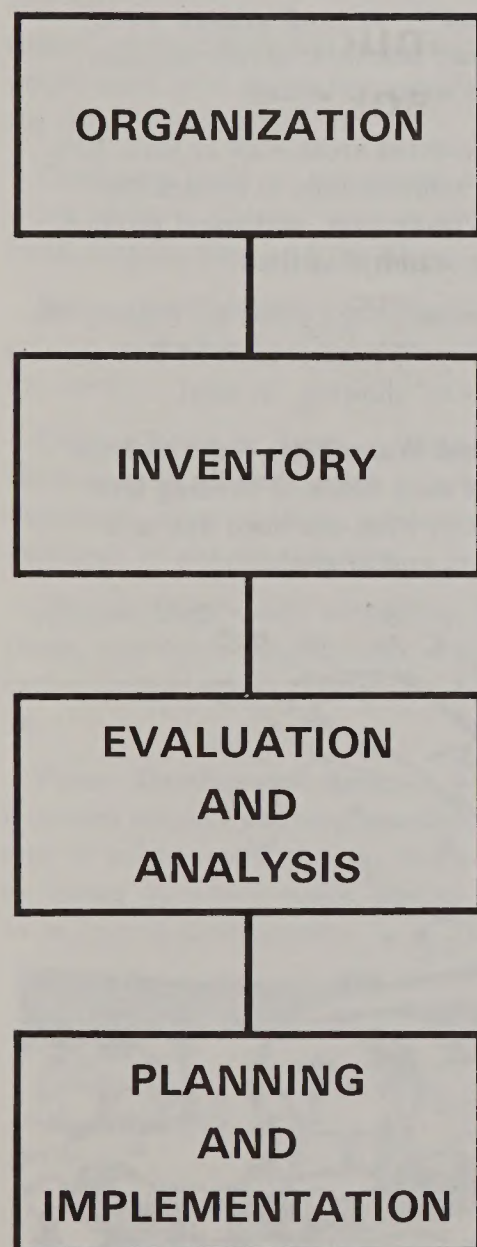 ORGANIZATION
INVENTORY
EVALUATION
AND
ANALYSIS
PLANNING
AND
IMPLEMENTATION